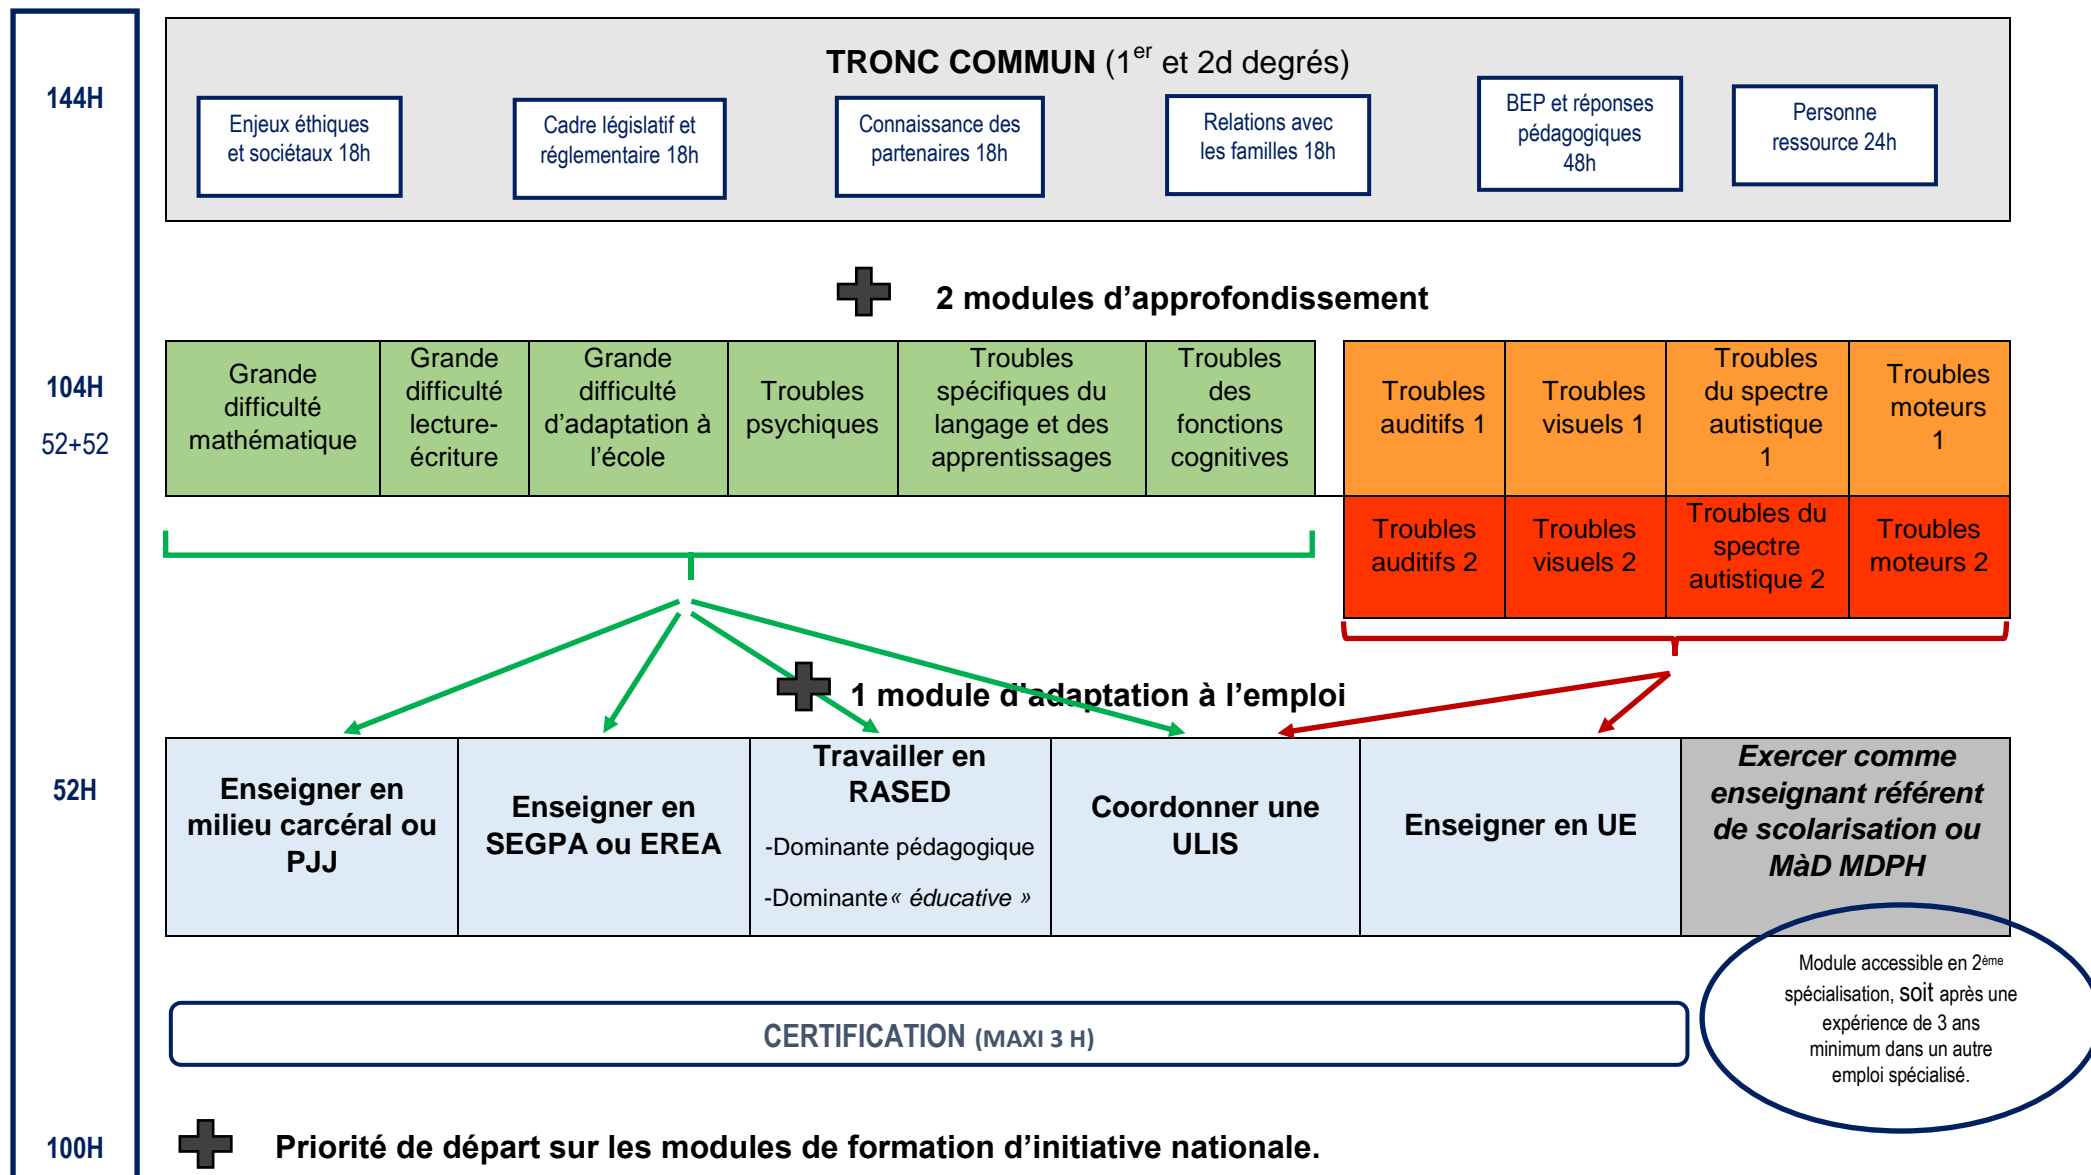 144H
TRONC COMMUN (1er et 2d degrés)
Enjeux éthiques
et sociétaux 18h
Cadre législatif et
réglementaire 18h
Connaissance des
partenaires 18h
Relations avec
les familles 18h
BEP et réponses
pédagogiques
48h
Personne
ressource 24h
2 modules d’approfondissement
104H
52+52
Grande
difficulté
mathématique
Grande
difficulté
lecture-
écriture
Grande
difficulté
d’adaptation à
l’école
Troubles
psychiques
Troubles
spécifiques du
langage et des
apprentissages
Troubles
des
fonctions
cognitives
Troubles
auditifs 1
Troubles
visuels 1
Troubles
du spectre
autistique
1
Troubles
moteurs
1
Troubles
auditifs 2
Troubles
visuels 2
Troubles du
spectre
autistique 2
Troubles
moteurs 2
1 module d’adaptation à l’emploi
52H
Enseigner en
milieu carcéral ou
PJJ
Enseigner en
SEGPA ou EREA
Travailler en
RASED
-Dominante pédagogique
-Dominante« éducative »
Coordonner une
ULIS
Enseigner en UE
Exercer comme
enseignant référent
de scolarisation ou
MàD MDPH
Module accessible en 2ème
spécialisation, soit après une
expérience de 3 ans
minimum dans un autre
emploi spécialisé.
CERTIFICATION (MAXI 3 H)
100H
Priorité de départ sur les modules de formation d’initiative nationale.